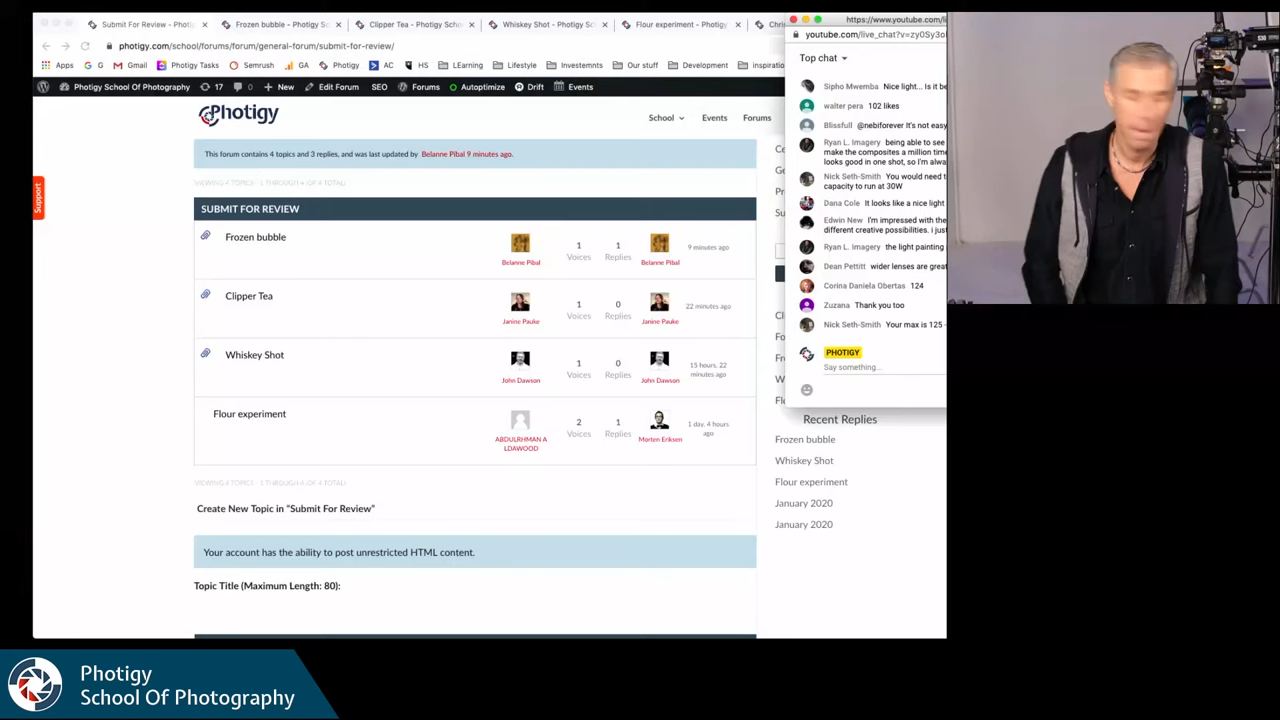 Submit For Review - Photig
Frozen bubble - Photigy S
Clipper Tea - Photigy Sch
Whiskey Shot - Photigy Sc
Flour experiment - Photigy
Chris
https://www.youtube.com/li
photigy.com/school/forums/forum/general-forum/submit-for-review/
youtube.com/live_chat?v=zy0Sy3ol
Apps
G
Gmail
Photigy Tasks
Semrush
GA
Photigy
AC
HS
LEarning
Lifestyle
Investemnts
Our stuff
Development
inspiratio
Photigy School Of Photography
17
0
New
Edit Forum
SEO
Forums
Autoptimize
Drift
Events
Photigy
School
Events
Forums
This forum contains 4 topics and 3 replies, and was last updated by Belanne Pibal 9 minutes ago.
VIEWING 4 TOPICS - 1 THROUGH 4 (OF 4 TOTAL)
SUBMIT FOR REVIEW
Frozen bubble
Belanne Pibal
1
Voices
1
Replies
Belanne Pibal
9 minutes ago
Clipper Tea
Janine Pauke
1
Voices
0
Replies
Janine Pauke
22 minutes ago
Whiskey Shot
John Dawson
1
Voices
0
Replies
John Dawson
15 hours, 22
minutes ago
Flour experiment
ABDULRHMAN A
LDAWOOD
2
Voices
1
Replies
Morten Eriksen
1 day, 4 hours
ago
VIEWING 4 TOPICS - 1 THROUGH 4 (OF 4 TOTAL)
Create New Topic in “Submit For Review”
Your account has the ability to post unrestricted HTML content.
Topic Title (Maximum Length: 80):
Support
Top chat
Sipho Mwemba Nice light... Is it be
walter pera 102 likes
Blissfull @nebiforever It's not easy
Ryan L. Imagery being able to see
make the composites a million time
looks good in one shot, so I'm alwa
Nick Seth-Smith You would need t
capacity to run at 30W
Dana Cole It looks like a nice light
Edwin New I'm impressed with the
different creative possibilities. i just
Ryan L. Imagery the light painting
Dean Pettitt wider lenses are great
Corina Daniela Obertas 124
Zuzana Thank you too
Nick Seth-Smith Your max is 125
PHOTIGY
Say something...
Recent Replies
Frozen bubble
Whiskey Shot
Flour experiment
January 2020
January 2020
Photigy
School Of Photography